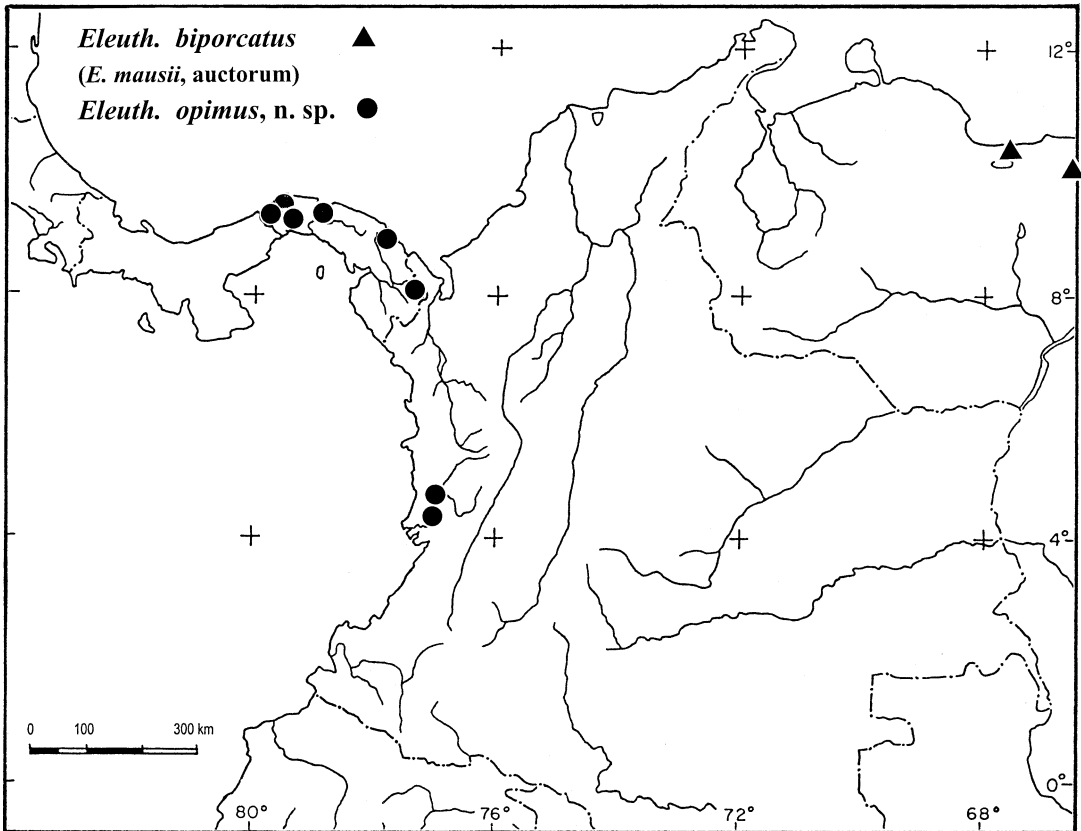 Eleuth. biporcatus
(E. mausii, auctorum)
Eleuth. opimus, n. sp.
12°
8°
4°
0°
0 100 300 km
80° 76° 72° 68°